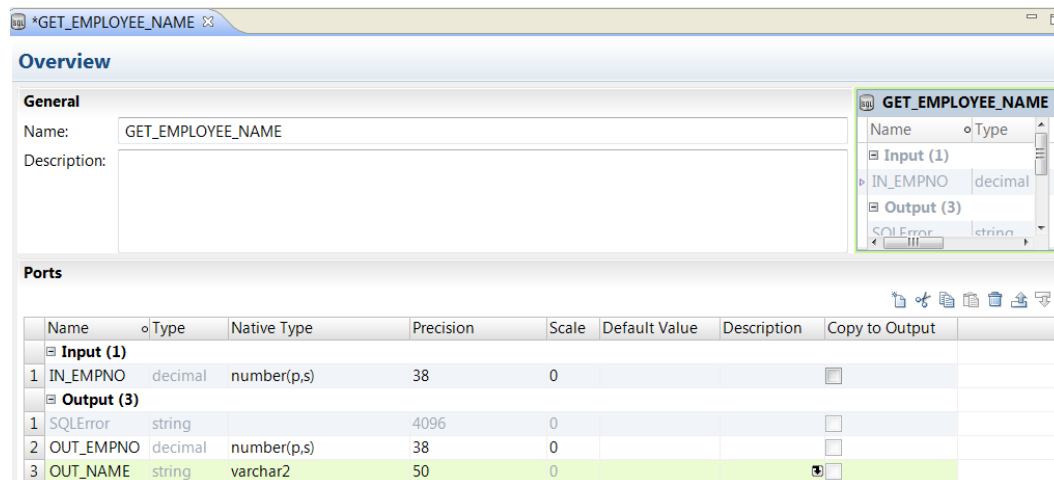 *GET_EMPLOYEE_NAME
Overview
General
Name: GET_EMPLOYEE_NAME
Description:
GET_EMPLOYEE_NAME
Name Type
Input (1)
IN_EMPNO decimal
Output (3)
SQLError string
Ports
Name Type Native Type Precision Scale Default Value Description Copy to Output
Input (1)
1 IN_EMPNO decimal number(p,s) 38 0
Output (3)
1 SQLError string 4096 0
2 OUT_EMPNO decimal number(p,s) 38 0
3 OUT_NAME string varchar2 50 0